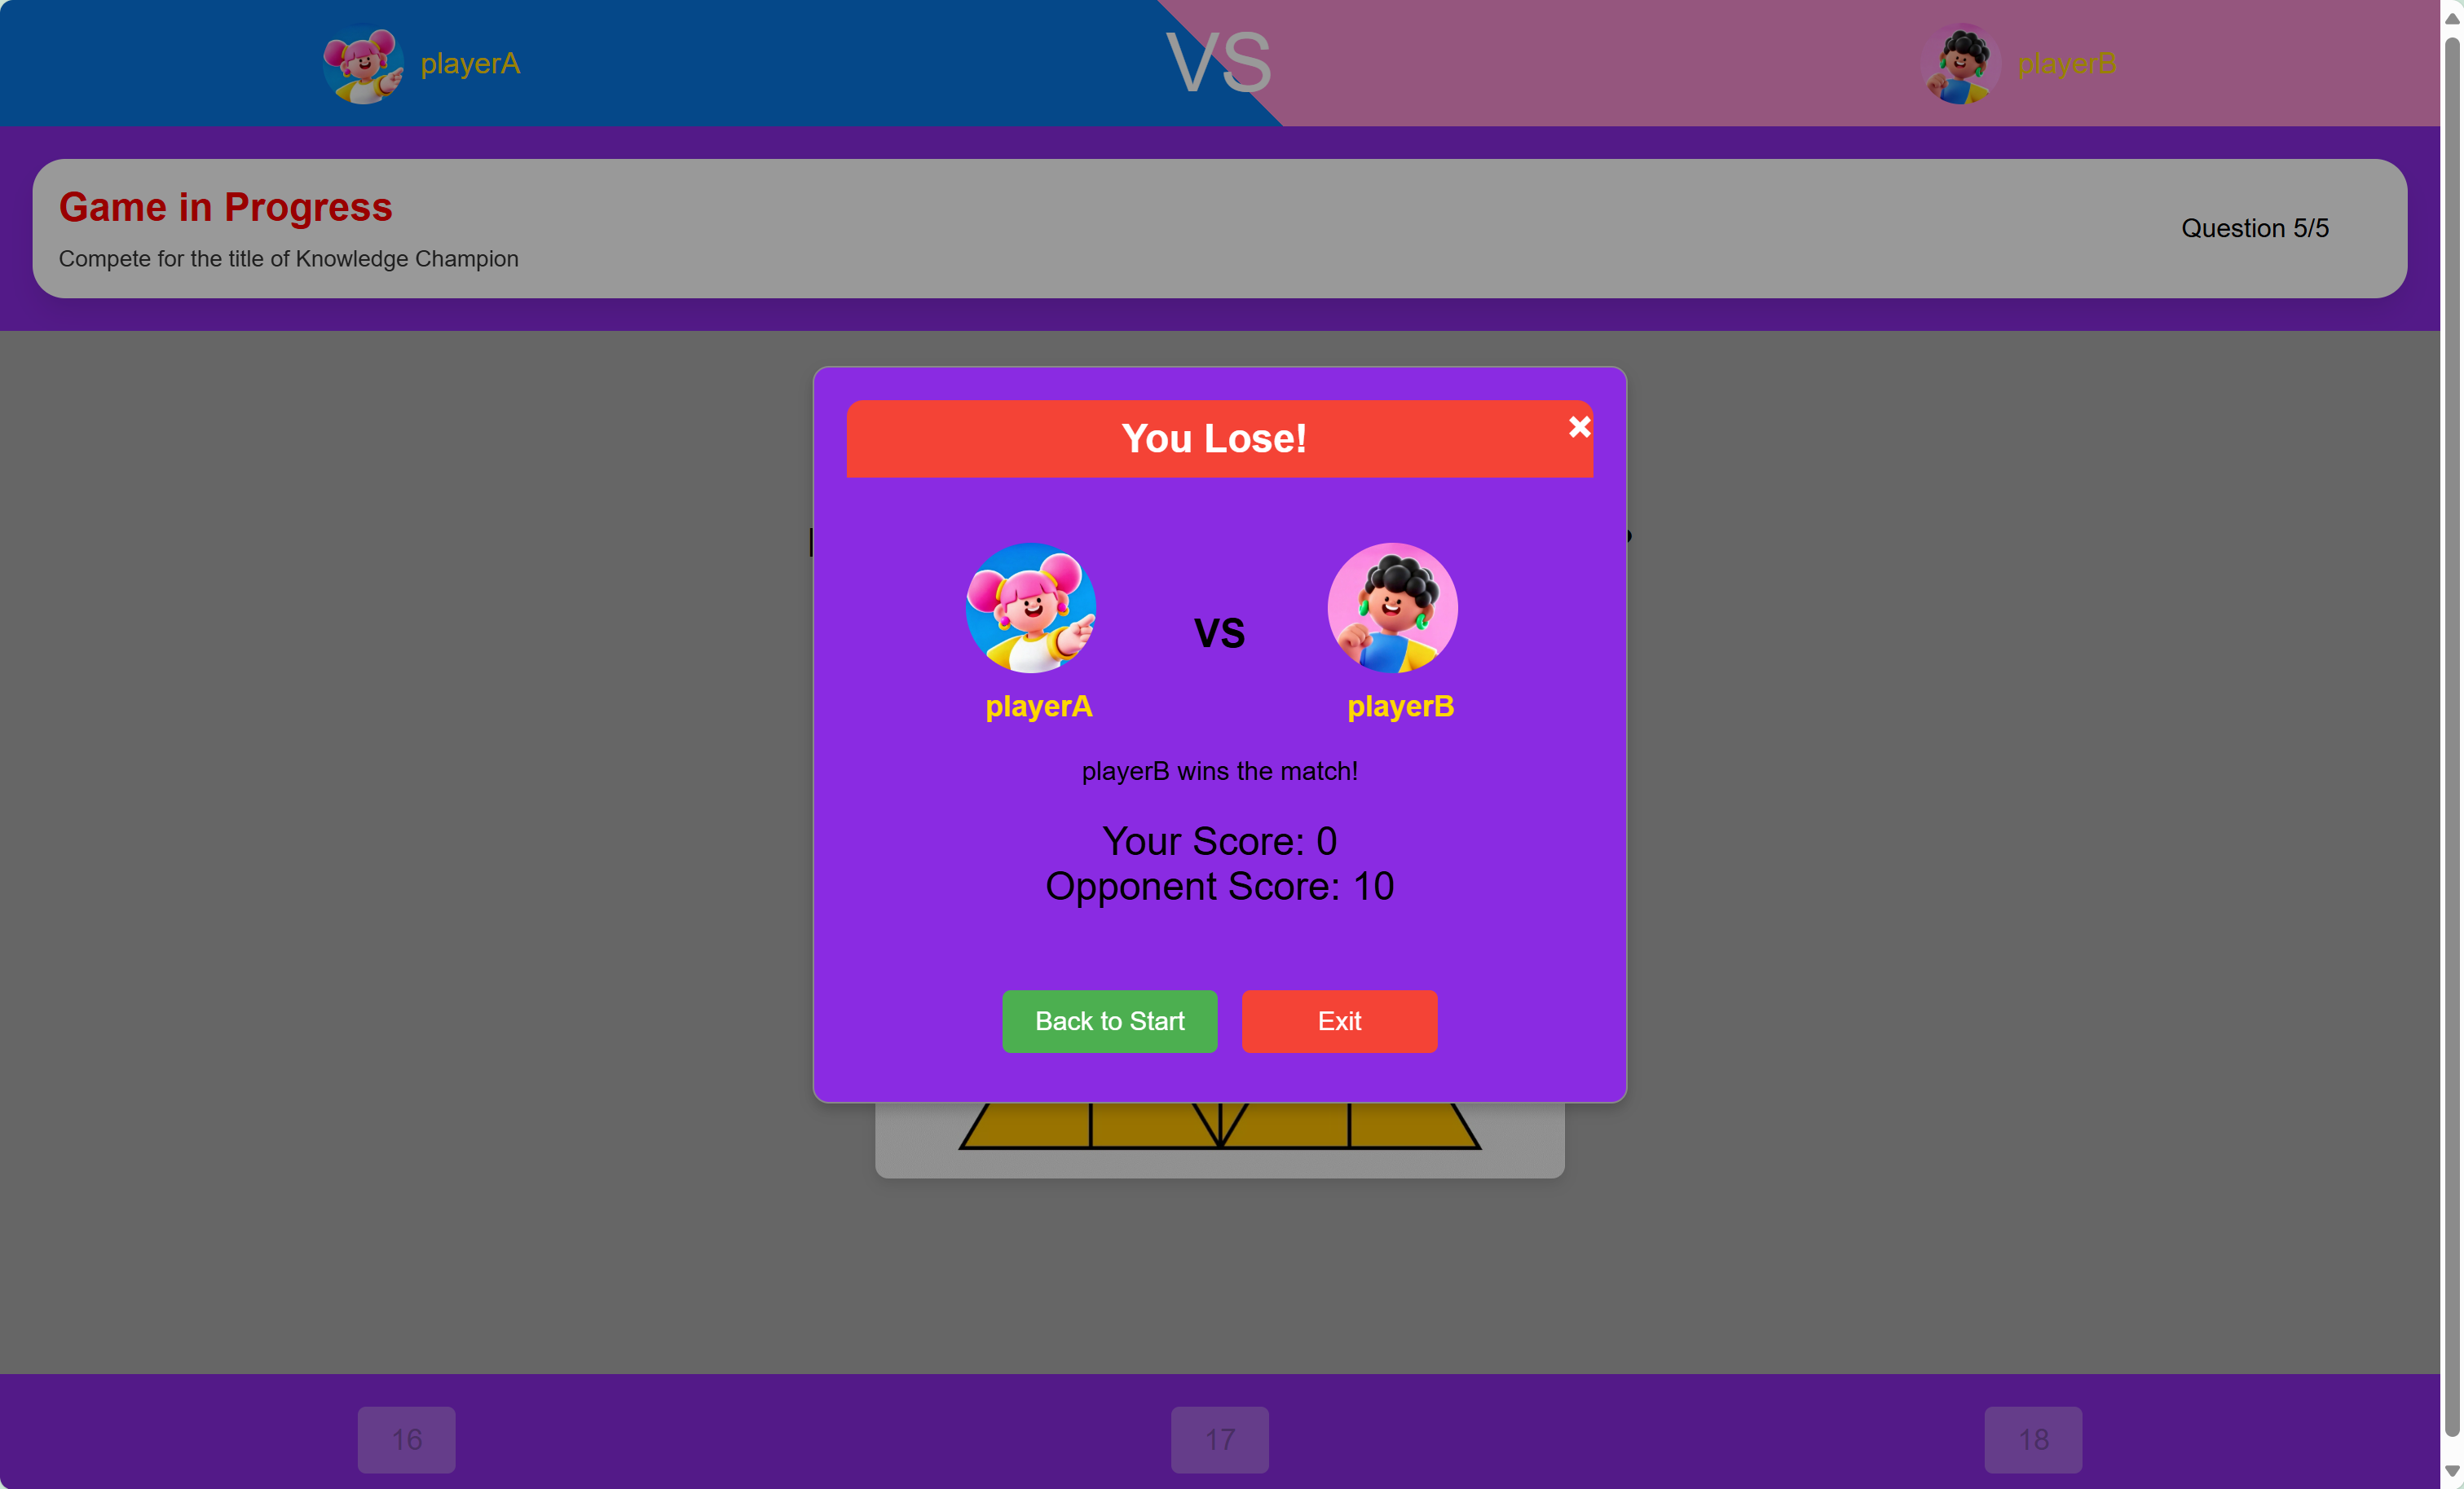 playerA
VS
playerB
Game in Progress
Compete for the title of Knowledge Champion
Question 5/5
You Lose!
×
vs
playerA
playerB
playerB wins the match!
Your Score: 0
Opponent Score: 10
Back to Start
Exit
16
17
18